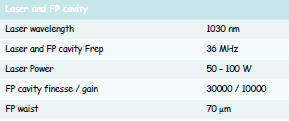 Laser and FP cavity
Laser wavelength 1030 nm
Laser and FP cavity Frep 36 MHz
Laser Power 50 - 100 W
FP cavity finesse / gain 30000 / 10000
FP waist 70 μm